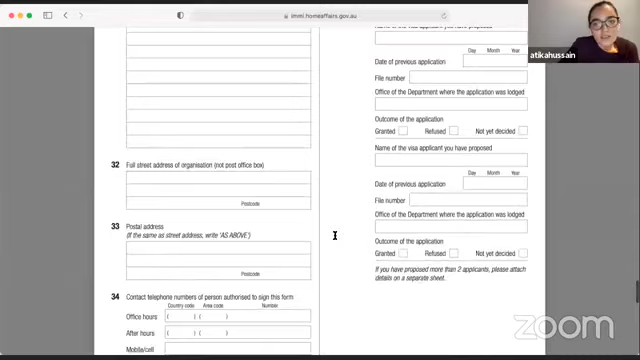 immi.homeaffairs.gov.au
atikahussain
32 Full street address of organisation (not post office box)
Postcode
33 Postal address
(If the same as street address, write 'AS ABOVE')
Postcode
34 Contact telephone numbers of person authorised to sign this form
Country code Area code Number
Office hours ( ) ( )
After hours ( ) ( )
Mobile/cell
Name of the visa applicant you have proposed
Day Month Year
Date of previous application
File number
Office of the Department where the application was lodged
Outcome of the application
Granted Refused Not yet decided
Name of the visa applicant you have proposed
Day Month Year
Date of previous application
File number
Office of the Department where the application was lodged
Outcome of the application
Granted Refused Not yet decided
If you have proposed more than 2 applicants, please attach
details on a separate sheet.
zoom